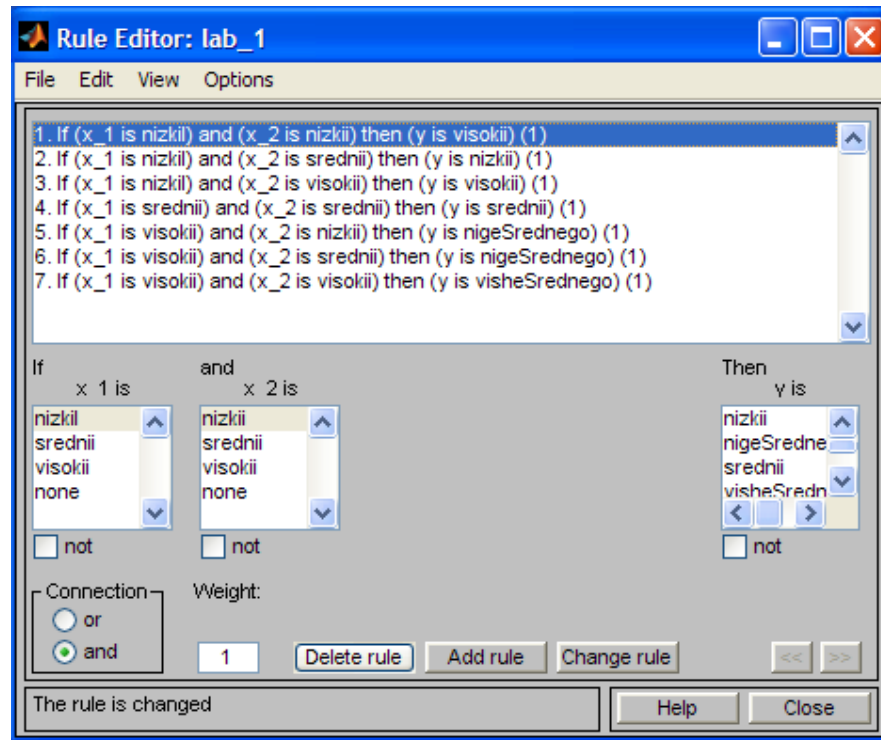 Rule Editor: lab_1
File Edit View Options
1. If (x_1 is nizkil) and (x_2 is nizkii) then (y is visokii) (1)
2. If (x_1 is nizkil) and (x_2 is srednii) then (y is nizkii) (1)
3. If (x_1 is nizkil) and (x_2 is visokii) then (y is visokii) (1)
4. If (x_1 is srednii) and (x_2 is srednii) then (y is srednii) (1)
5. If (x_1 is visokii) and (x_2 is nizkii) then (y is nigeSrednego) (1)
6. If (x_1 is visokii) and (x_2 is srednii) then (y is nigeSrednego) (1)
7. If (x_1 is visokii) and (x_2 is visokii) then (y is visheSrednego) (1)
If and Then
x 1 is x 2 is y is
nizkil nizkii nizkii
srednii srednii nigeSredne
visokii visokii srednii
none none visheSredn
not not not
Connection Weight:
or
and 1 Delete rule Add rule Change rule << >>
The rule is changed Help Close